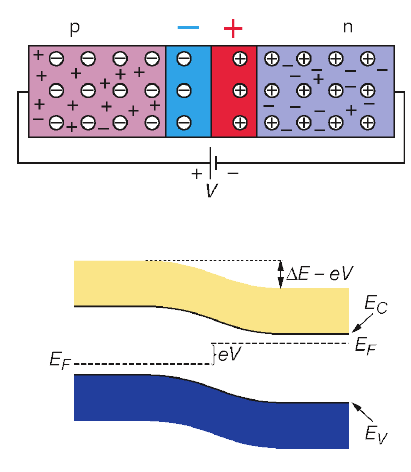 p − + n
+ −
V
ΔE − eV
E_C
E_F
E_F
eV
E_V